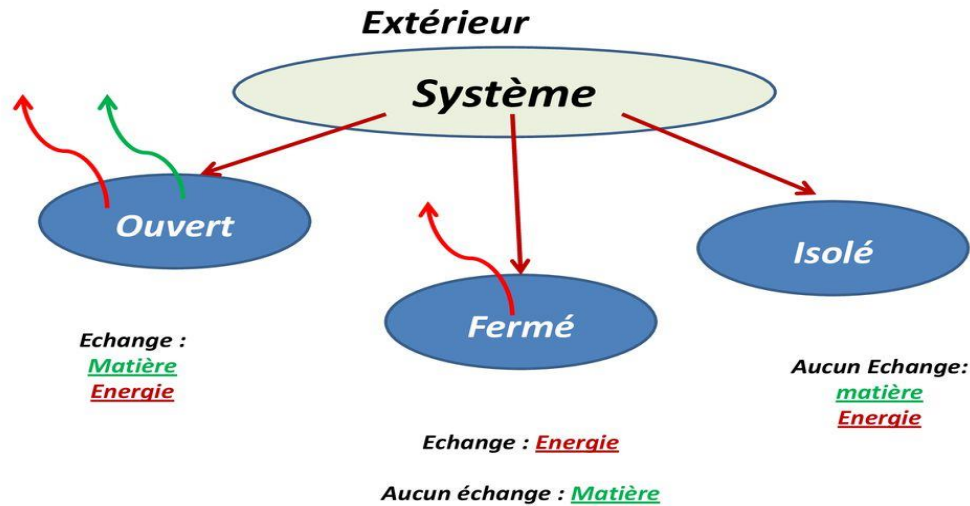 Extérieur
Système
Ouvert
Fermé
Isolé
Echange :
Matière
Energie
Echange : Energie
Aucun échange : Matière
Aucun Echange:
matière
Energie